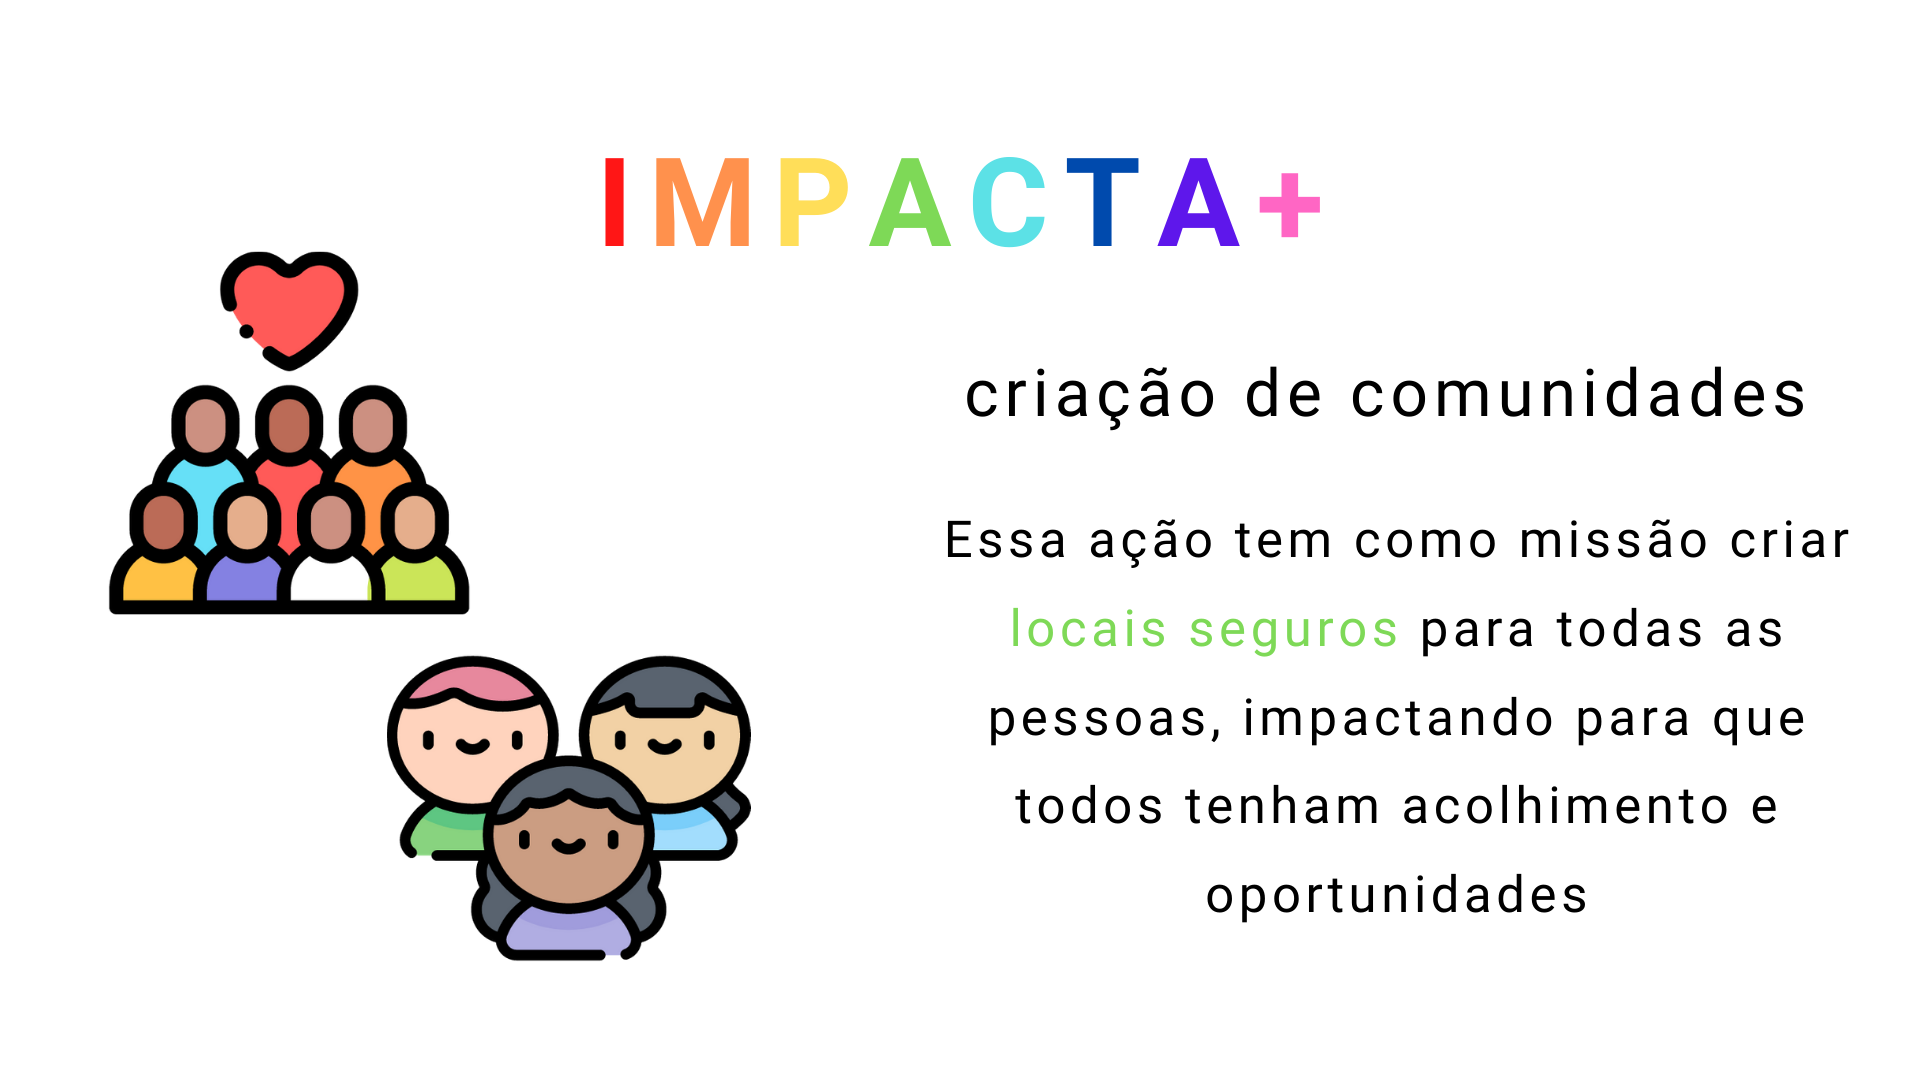 IMPACTA+
criação de comunidades
Essa ação tem como missão criar
locais seguros para todas as
pessoas, impactando para que
todos tenham acolhimento e
oportunidades